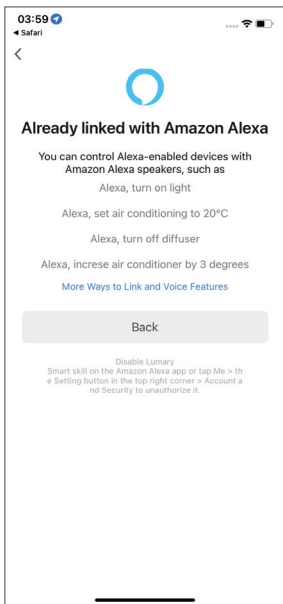 03:59
◀ Safari
Already linked with Amazon Alexa
You can control Alexa-enabled devices with
Amazon Alexa speakers, such as
Alexa, turn on light
Alexa, set air conditioning to 20°C
Alexa, turn off diffuser
Alexa, increse air conditioner by 3 degrees
More Ways to Link and Voice Features
Back
Disable Lumary
Smart skill on the Amazon Alexa app or tap Me > th
e Setting button in the top right corner > Account a
nd Security to unauthorize it.